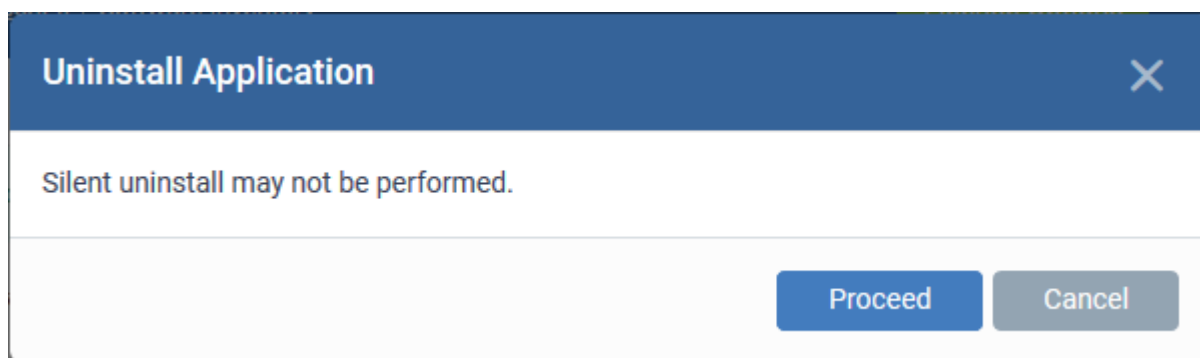 Uninstall Application
Silent uninstall may not be performed.
Proceed
Cancel